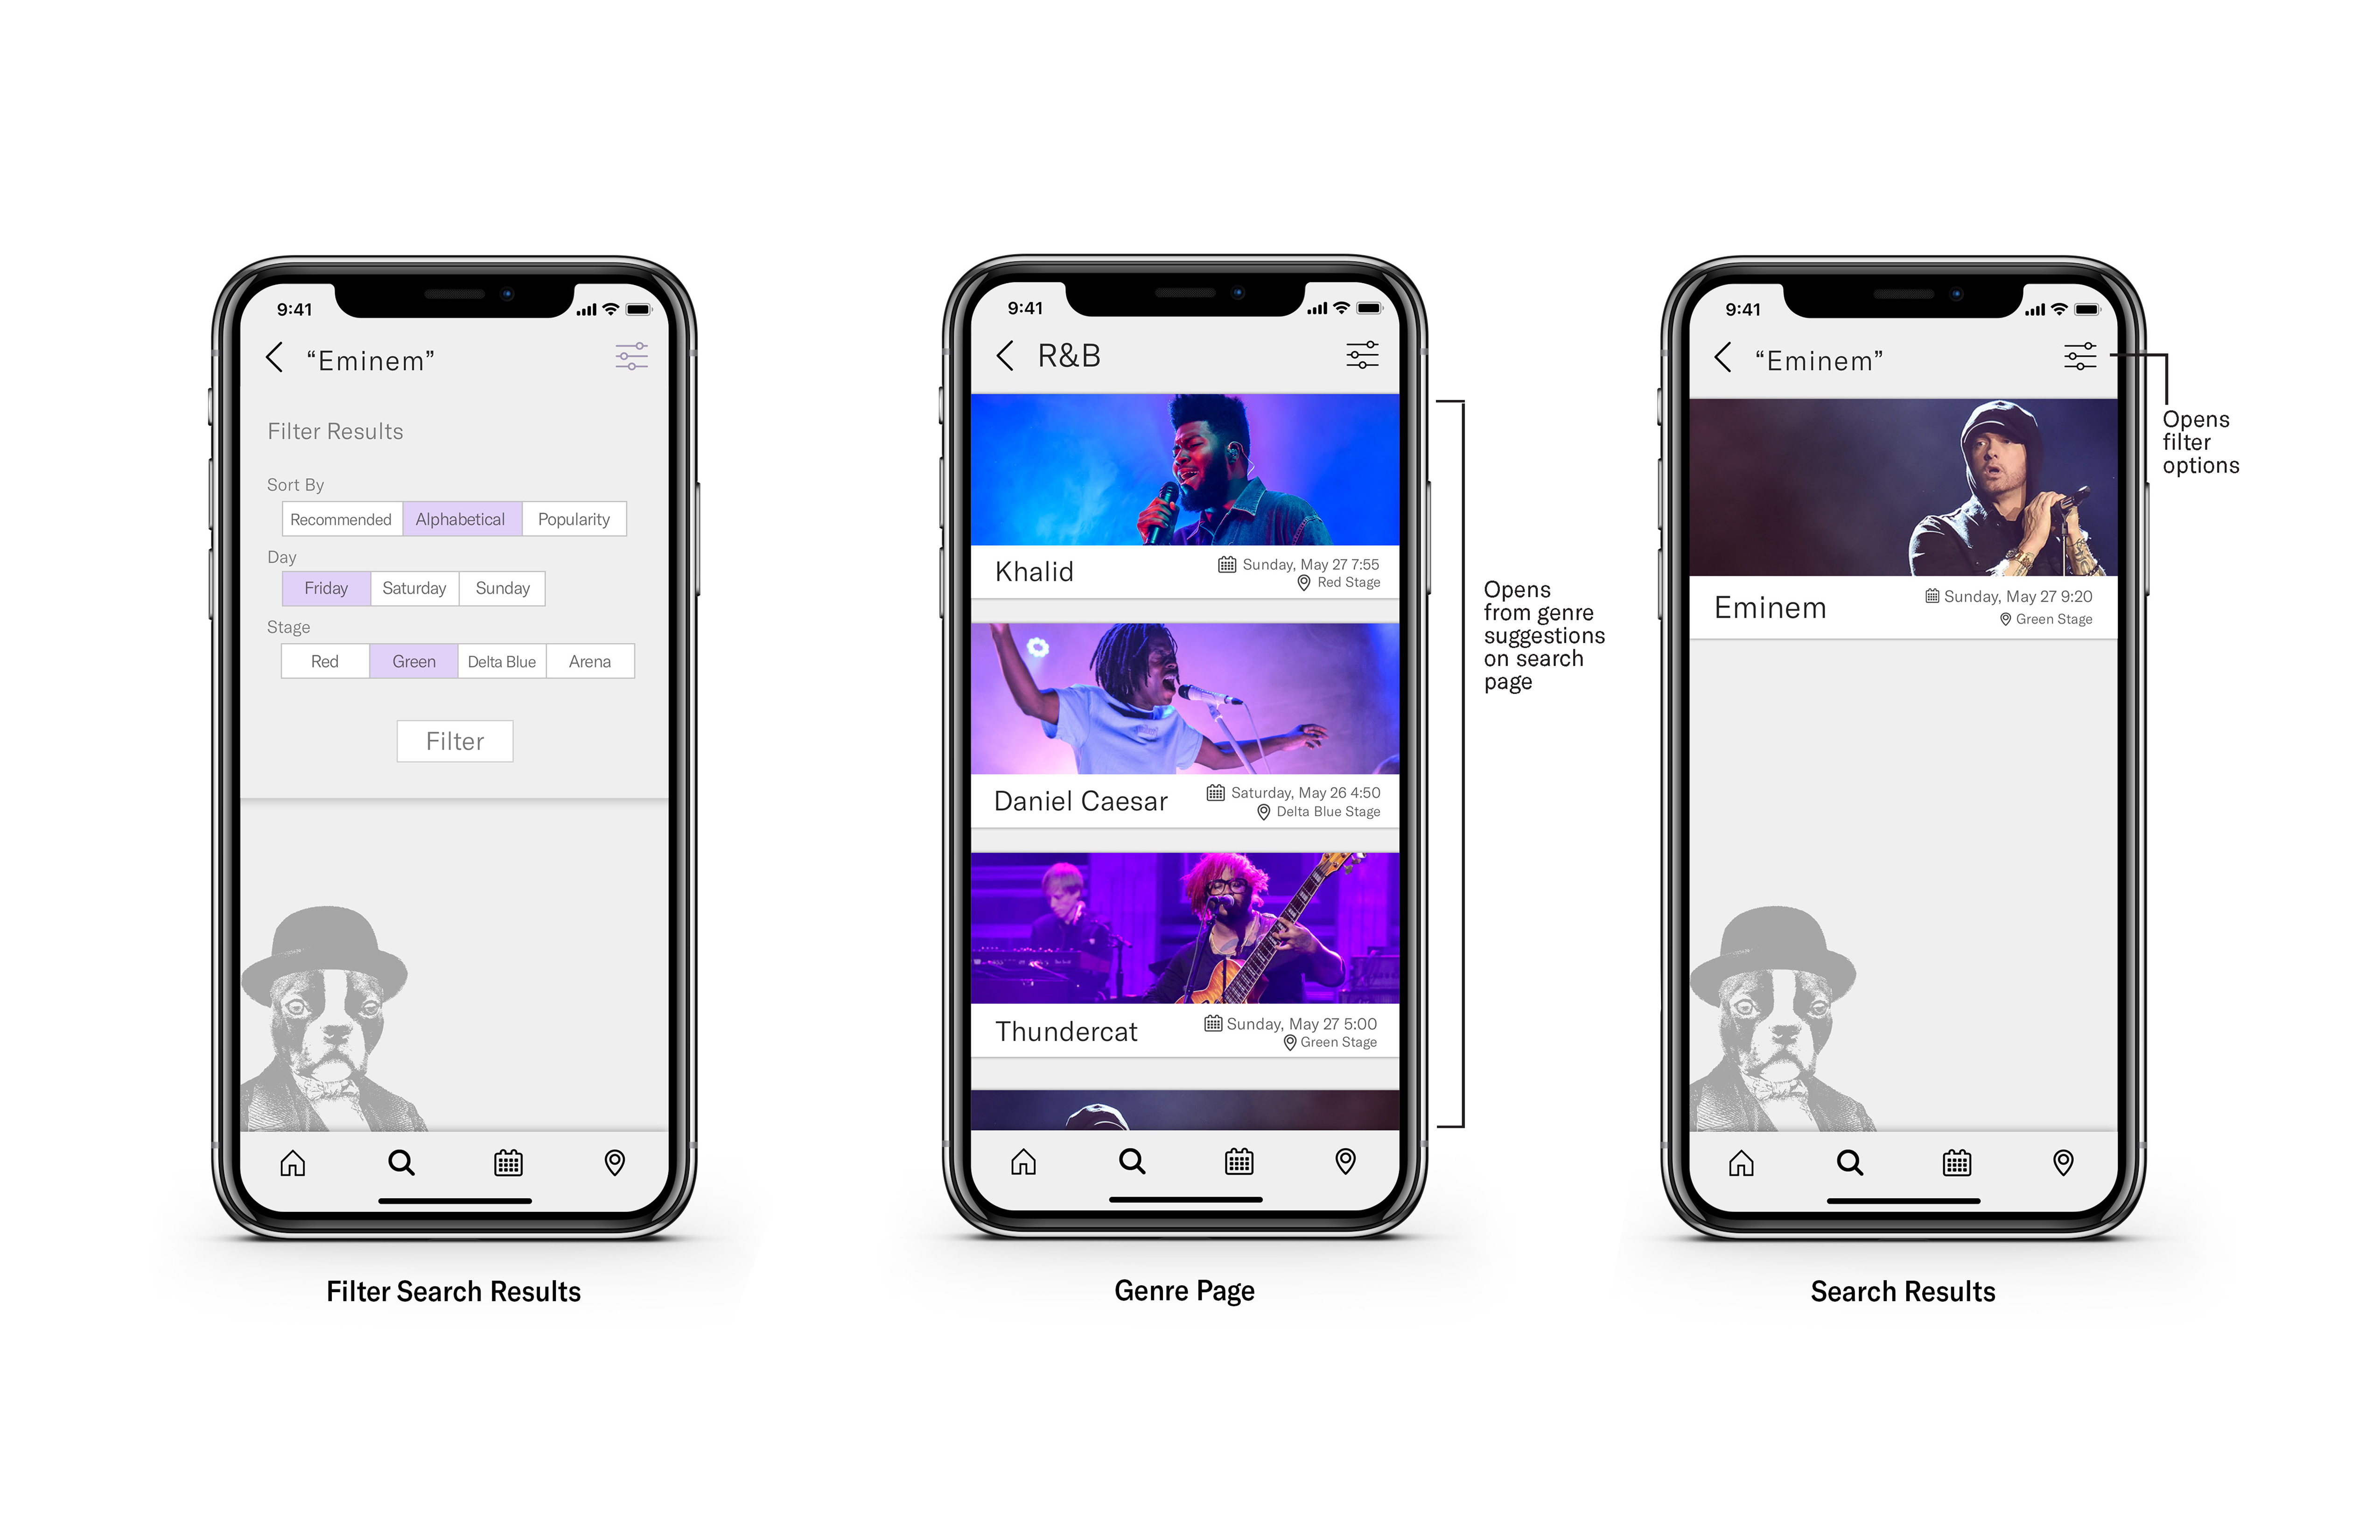 9:41
“Eminem”
Filter Results
Sort By
Recommended Alphabetical Popularity
Day
Friday Saturday Sunday
Stage
Red Green Delta Blue Arena
Filter
Filter Search Results
9:41
R&B
Khalid
Sunday, May 27 7:55
Red Stage
Daniel Caesar
Saturday, May 26 4:50
Delta Blue Stage
Thundercat
Sunday, May 27 5:00
Green Stage
Opens
from genre
suggestions
on search
page
Genre Page
9:41
“Eminem”
Eminem
Sunday, May 27 9:20
Green Stage
Opens
filter
options
Search Results